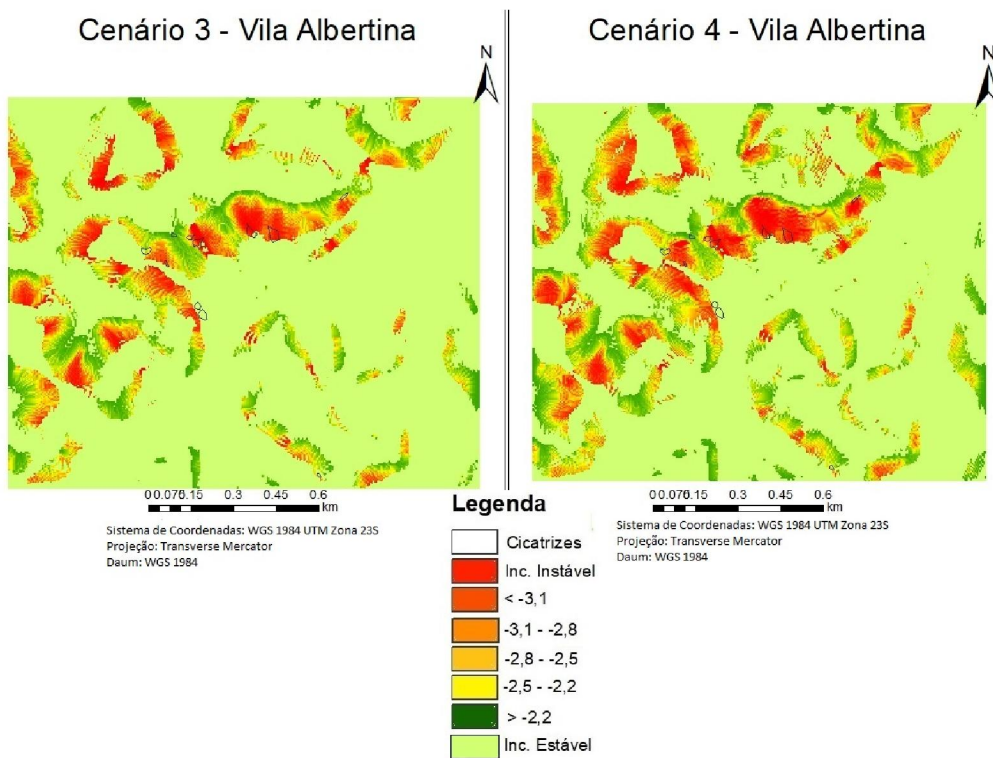 Cenário 3 - Vila Albertina
N
0 0.075 0.15 0.3 0.45 0.6
km
Sistema de Coordenadas: WGS 1984 UTM Zona 23S
Projeção: Transverse Mercator
Daum: WGS 1984
Cenário 4 - Vila Albertina
N
0 0.075 0.15 0.3 0.45 0.6
km
Sistema de Coordenadas: WGS 1984 UTM Zona 23S
Projeção: Transverse Mercator
Daum: WGS 1984
Legenda
Cicatrizes
Inc. Instável
< -3,1
-3,1 - -2,8
-2,8 - -2,5
-2,5 - -2,2
> -2,2
Inc. Estável